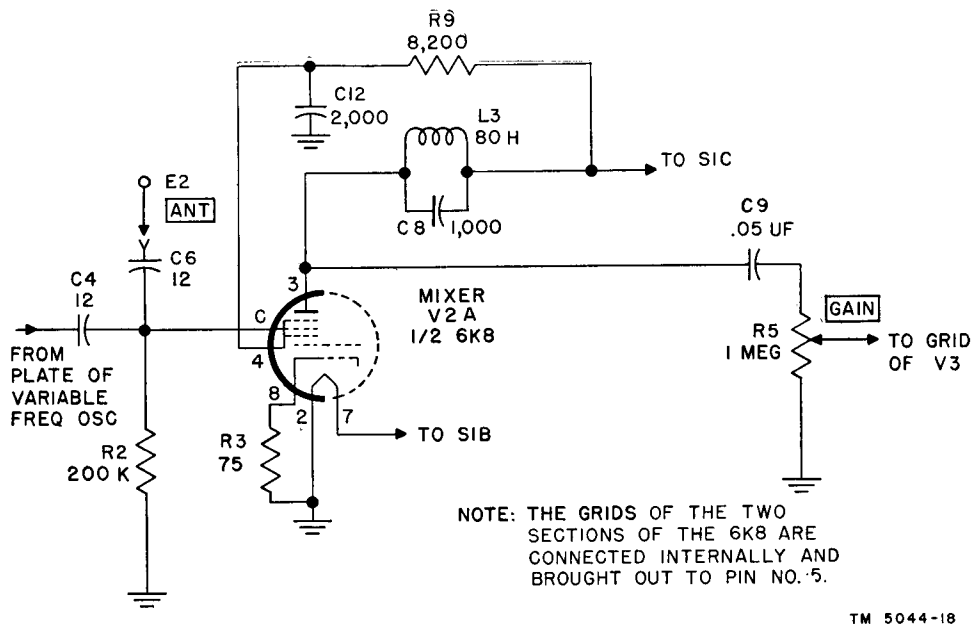 R9
8,200
C12
2,000
L3
80 H
TO SIC
E2
ANT
C8
1,000
C9
.05 UF
C6
12
C4
12
3
MIXER
V2A
1/2 6K8
C
GAIN
R5
1 MEG
TO GRID
OF V3
4
FROM
PLATE OF
VARIABLE
FREQ OSC
8
2
7
TO SIB
R2
200 K
R3
75
NOTE: THE GRIDS OF THE TWO
SECTIONS OF THE 6K8 ARE
CONNECTED INTERNALLY AND
BROUGHT OUT TO PIN NO. 5.
TM 5044-18